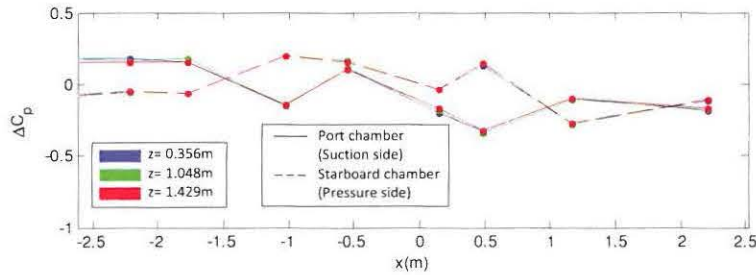 0.5
0
-0.5
-1
ΔCp
z= 0.356m
z= 1.048m
z= 1.429m
Port chamber
(Suction side)
Starboard chamber
(Pressure side)
-2.5 -2 -1.5 -1 -0.5 0 0.5 1 1.5 2 2.5
x(m)